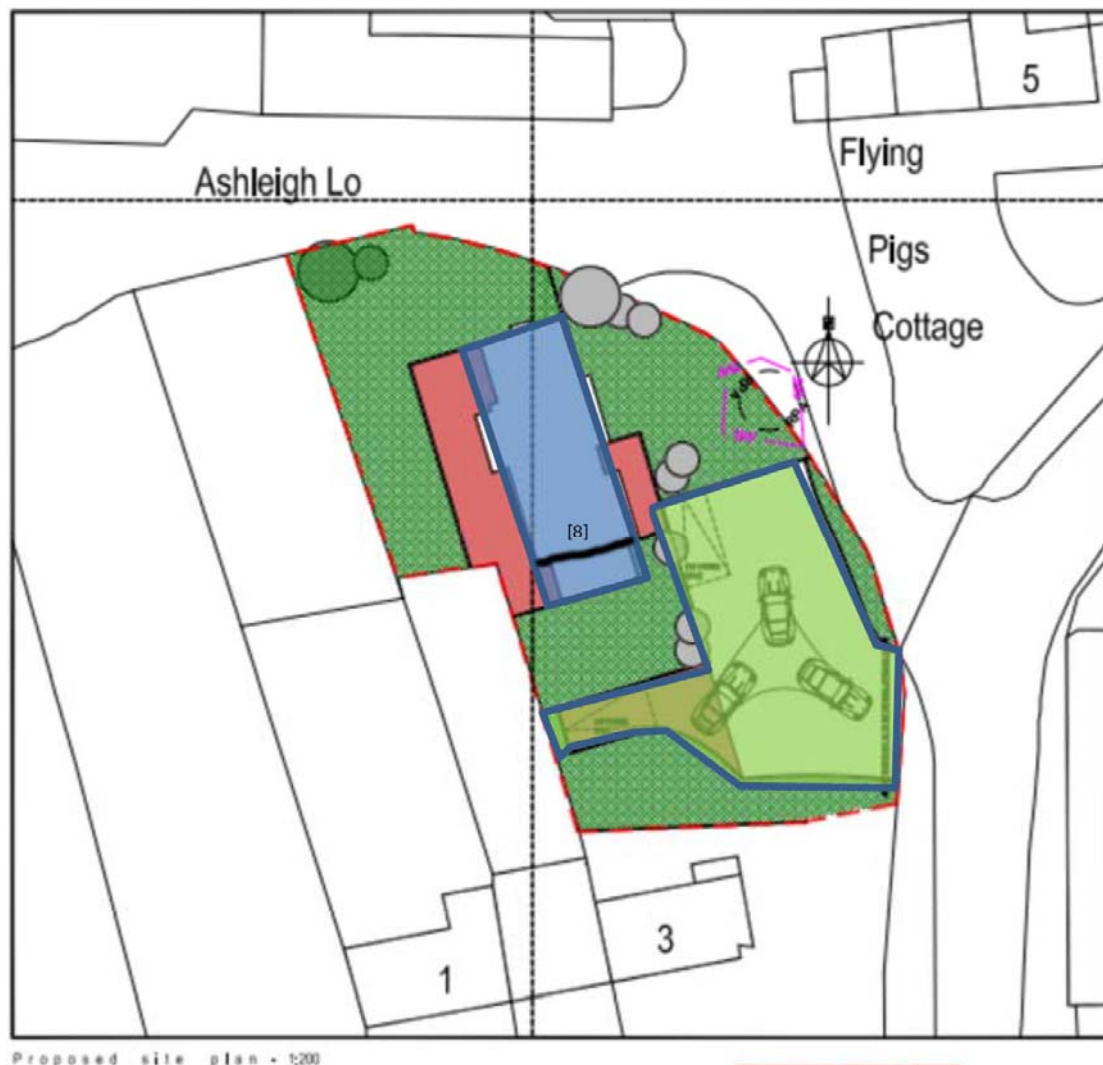 5
Flying
Ashleigh Lo
Pigs
Cottage
[8]
3
1
Proposed site plan - 1:200